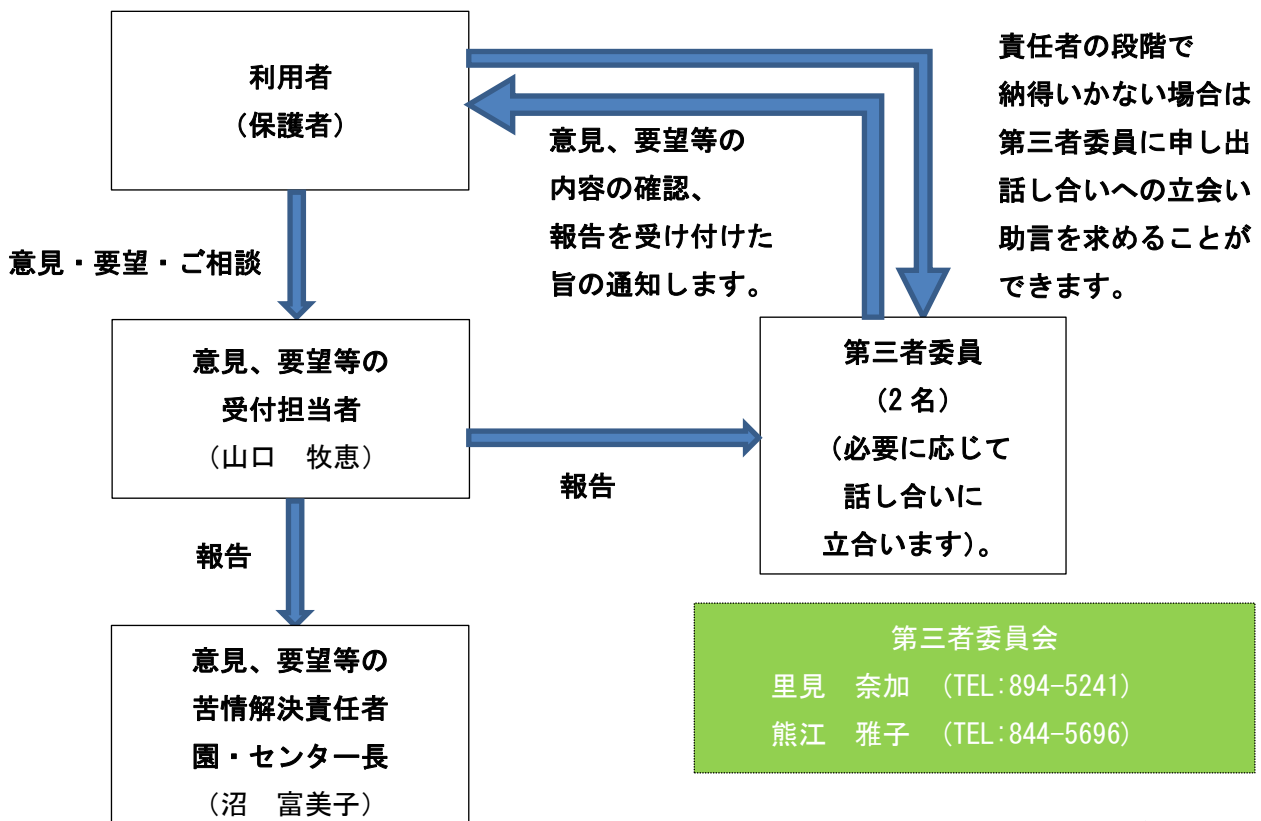 利用者
（保護者）
責任者の段階で
納得いかない場合は
第三者委員に申し出
話し合いへの立会い
助言を求めることが
できます。
意見、要望等の
内容の確認、
報告を受け付けた
旨の通知します。
意見・要望・ご相談
意見、要望等の
受付担当者
（山口　牧恵）
報告
第三者委員
（2名）
（必要に応じて
話し合いに
立合います）。
報告
意見、要望等の
苦情解決責任者
園・センター長
（沼　富美子）
第三者委員会
里見　奈加　（TEL:894-5241）
熊江　雅子　（TEL:844-5696）